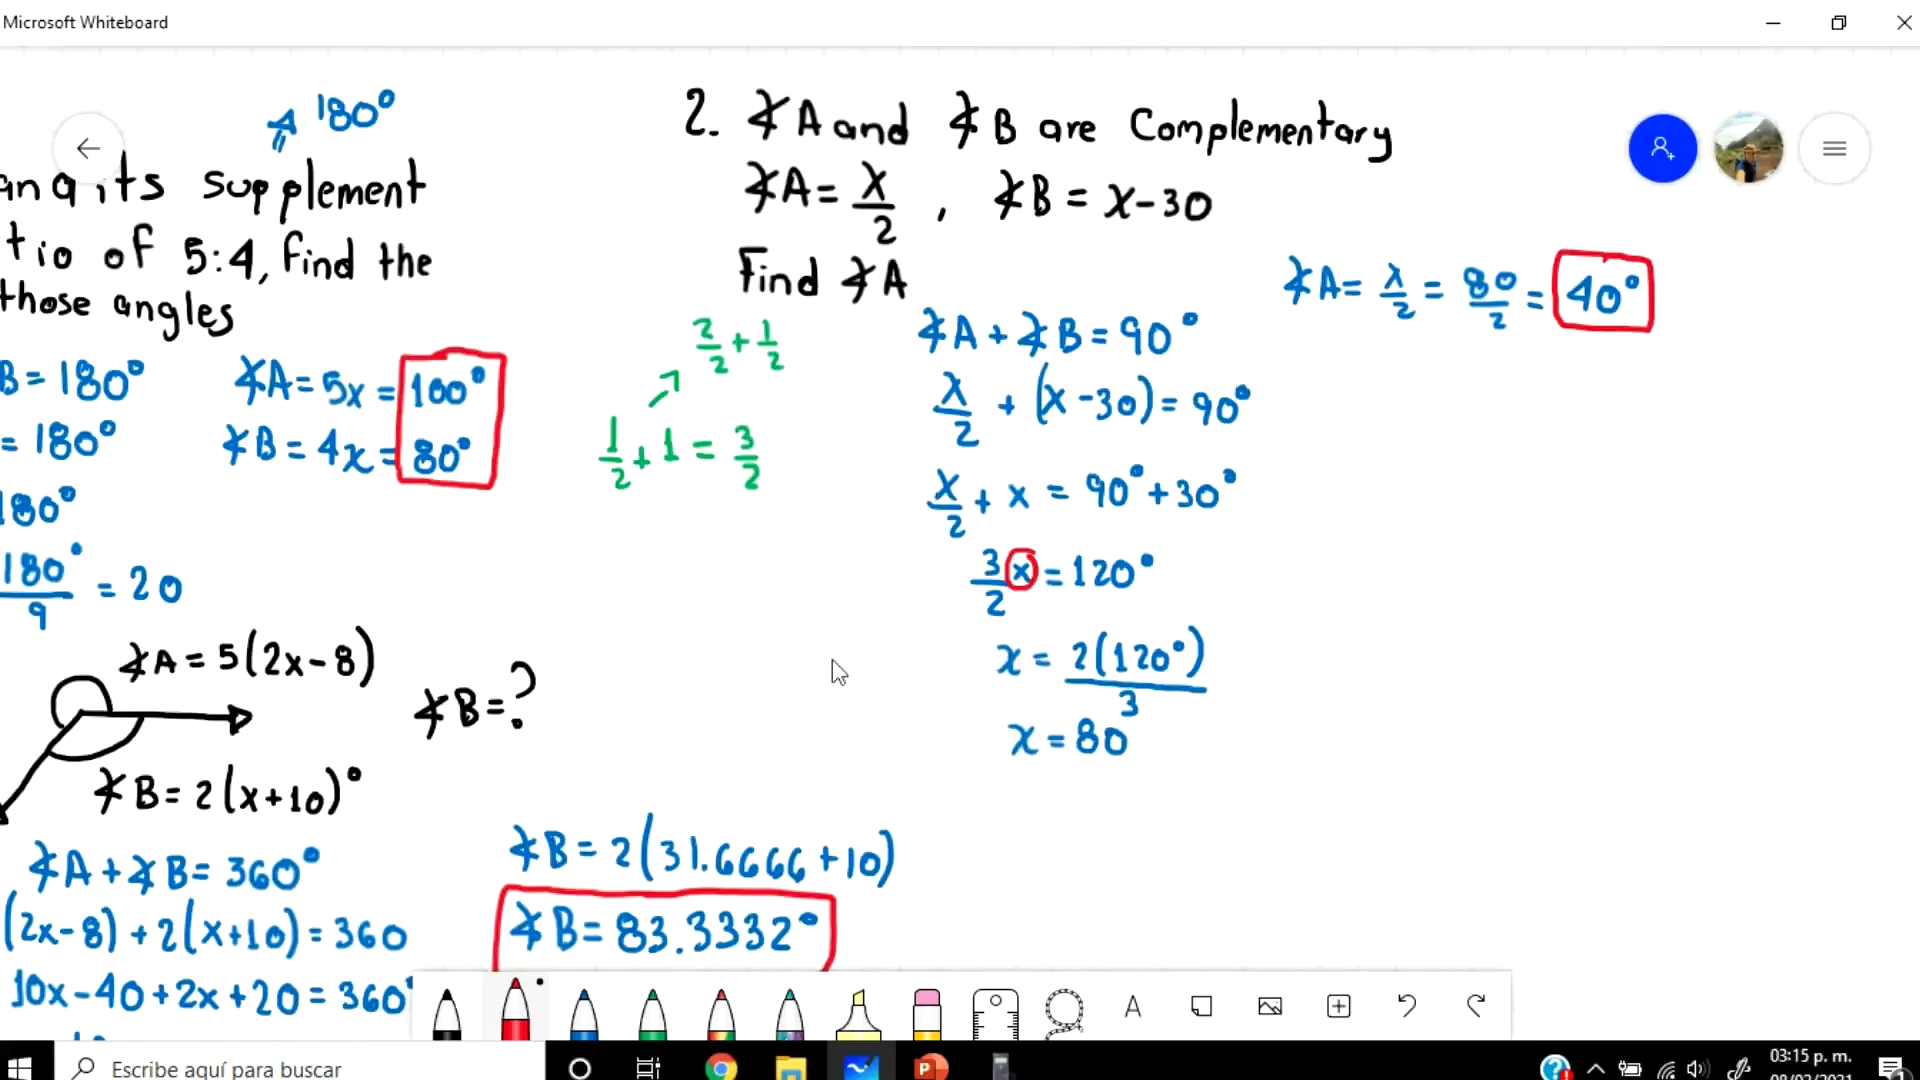 Microsoft Whiteboard
180°
its supplement
tio of 5:4, find the
those angles
B = 180°
∡A = 5x = 100°
= 180°
∡B = 4x = 80°
180°
180°/9 = 20
∡A = 5(2x-8)
∡B = ?
∡B = 2(x+10)°
∡A + ∡B = 360°
(2x-8) + 2(x+10) = 360
10x - 40 + 2x + 20 = 360°
∡B = 2(31.6666 + 10)
∡B = 83.3332°
2. ∡A and ∡B are Complementary
∡A = x/2 , ∡B = x-30
Find ∡A
2/2 + 1/2
1/2 + 1 = 3/2
∡A + ∡B = 90°
x/2 + (x-30) = 90°
x/2 + x = 90° + 30°
3/2 x = 120°
x = 2(120°)/3
x = 80
∡A = x/2 = 80/2 = 40°
Escribe aquí para buscar
03:15 p. m.